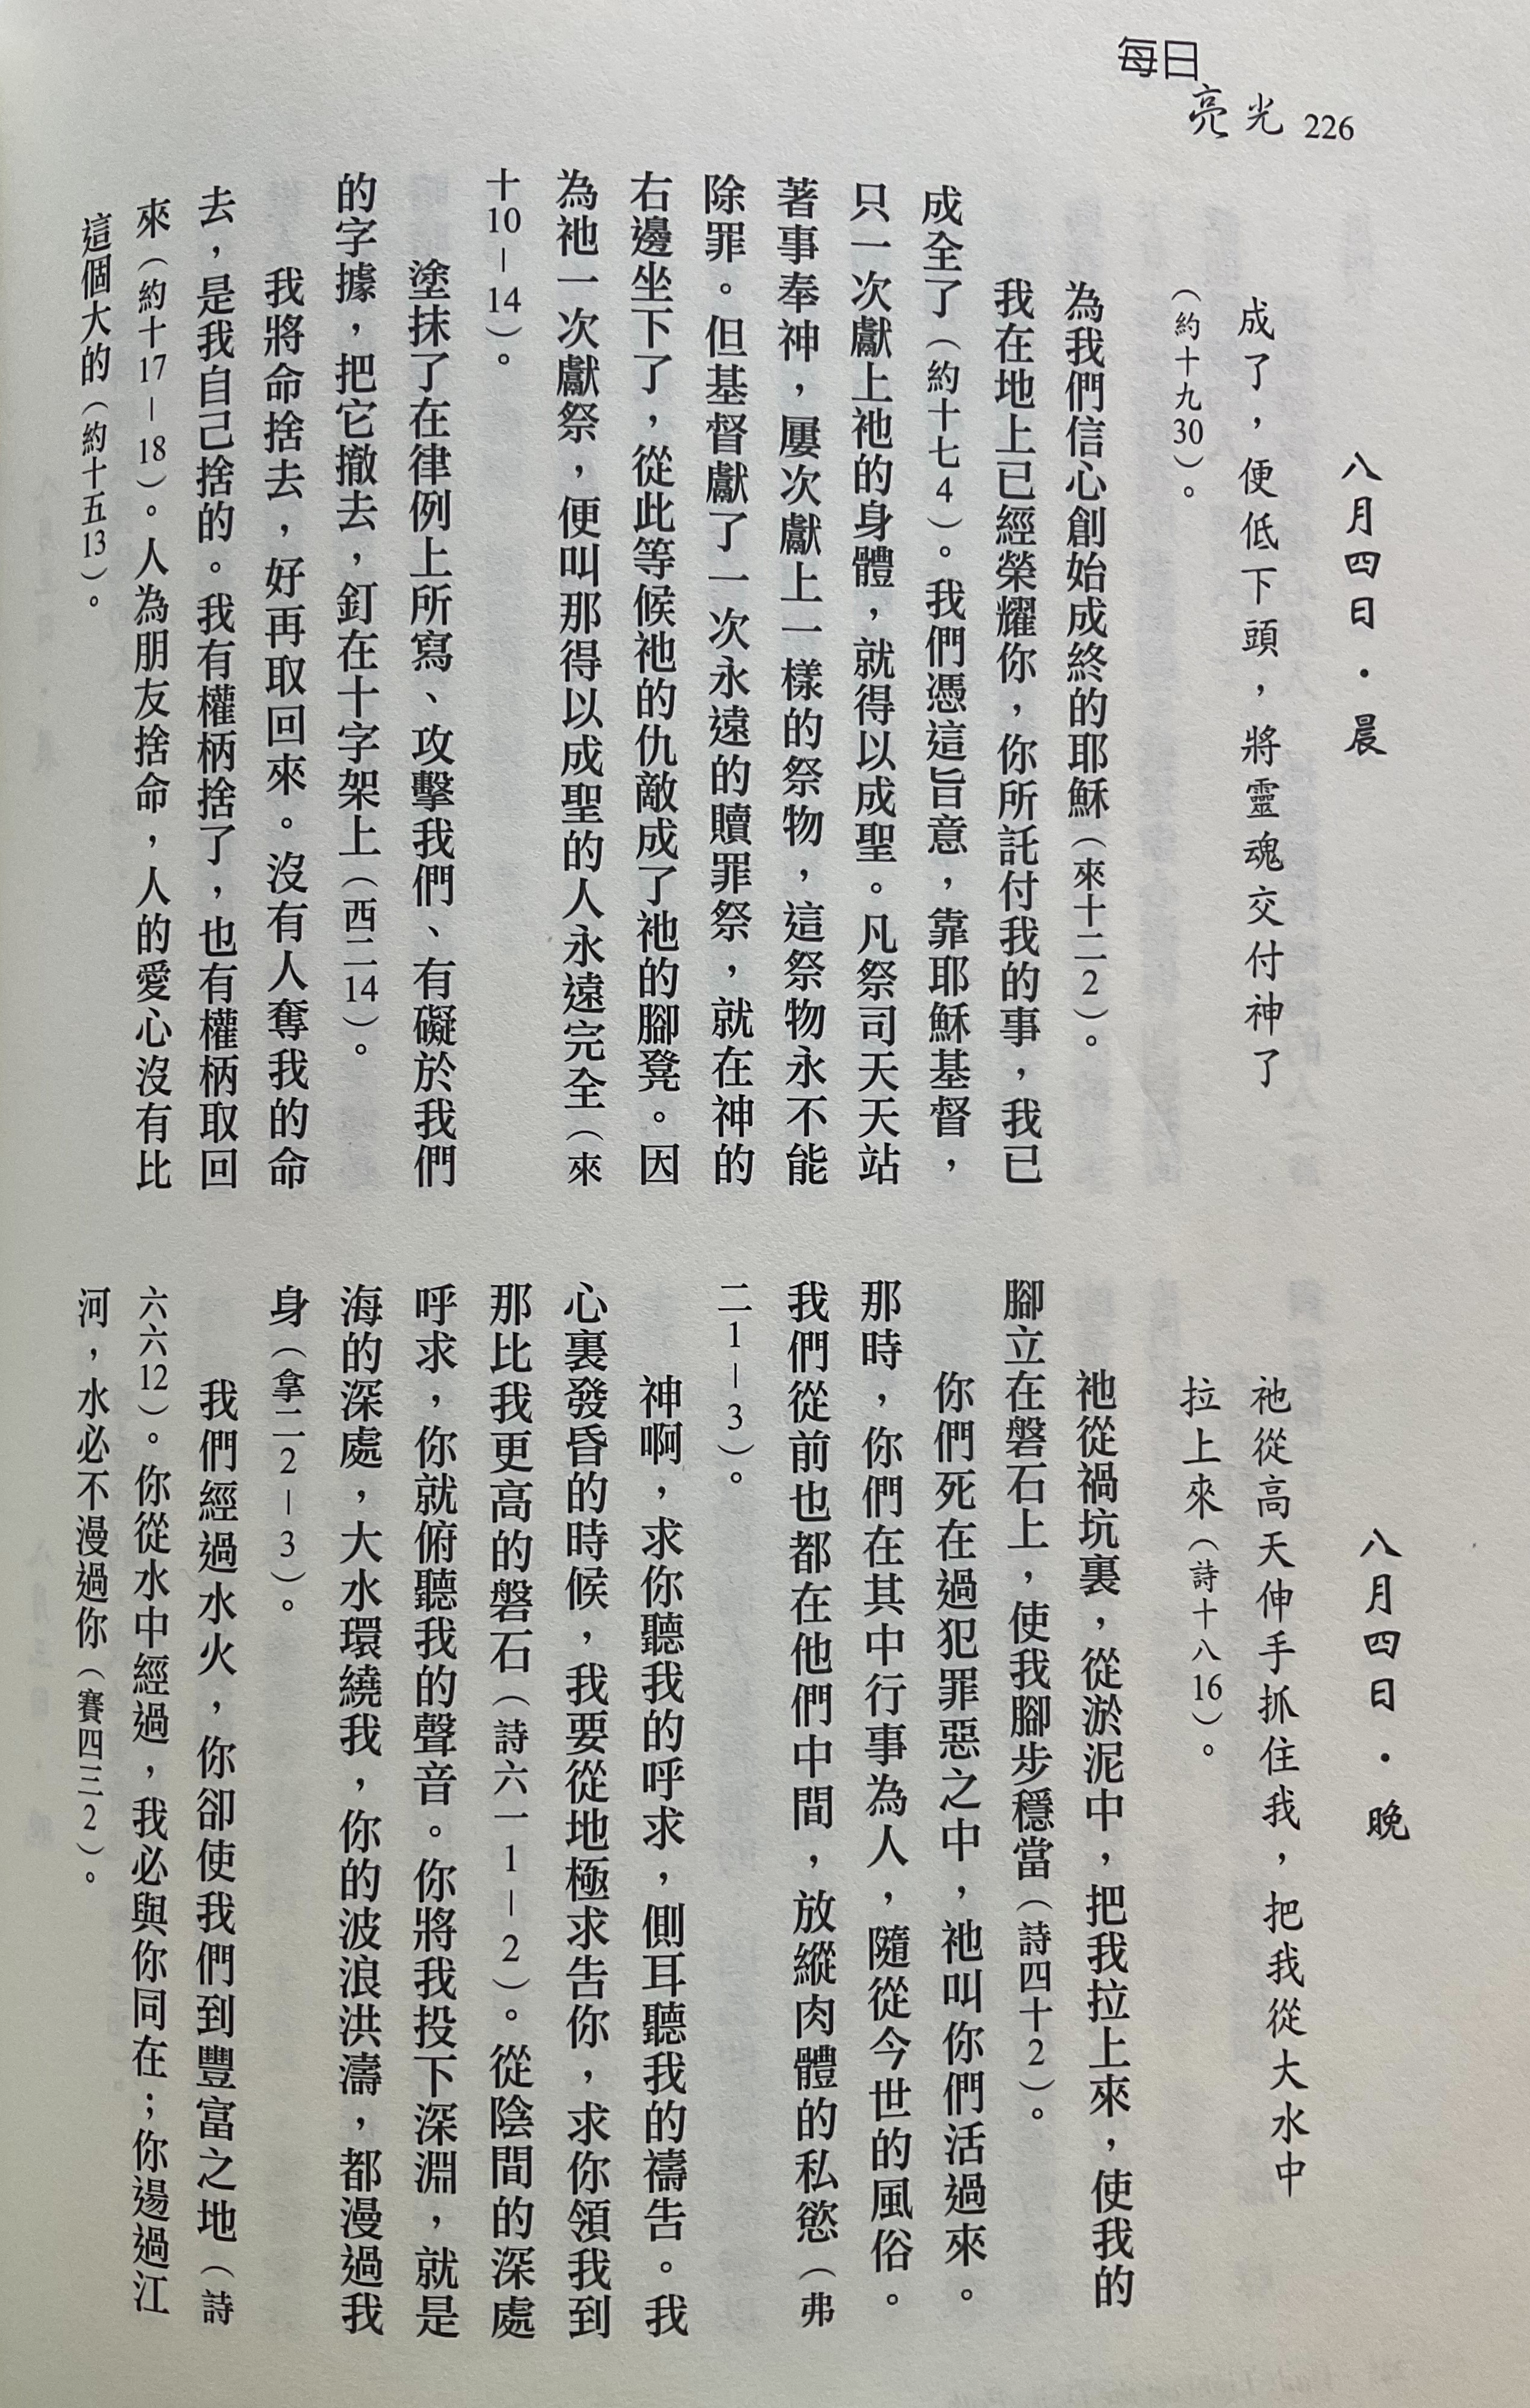 每日
亮光 226
八月四日・晨
成了，便低下頭，將靈魂交付神了
（約十九30）。
為我們信心創始成終的耶穌（來十二2）。
我在地上已經榮耀你，你所託付我的事，我已
成全了（約十七4）。我們憑這旨意，靠耶穌基督，
只一次獻上祂的身體，就得以成聖。凡祭司天天站
著事奉神，屢次獻上一樣的祭物，這祭物永不能
除罪。但基督獻了一次永遠的贖罪祭，就在神的
右邊坐下了，從此等候祂的仇敵成了祂的腳凳。因
為祂一次獻祭，便叫那得以成聖的人永遠完全（來
十10－14）。
塗抹了在律例上所寫、攻擊我們、有礙於我們
的字據，把它撤去，釘在十字架上（西二14）。
我將命捨去，好再取回來。沒有人奪我的命
去，是我自己捨的。我有權柄捨了，也有權柄取回
來（約十17－18）。人為朋友捨命，人的愛心沒有比
這個大的（約十五13）。
八月四日・晚
祂從高天伸手抓住我，把我從大水中
拉上來（詩十八16）。
祂從禍坑裏，從淤泥中，把我拉上來，使我的
腳立在磐石上，使我腳步穩當（詩四十2）。
你們死在過犯罪惡之中，祂叫你們活過來。
那時，你們在其中行事為人，隨從今世的風俗。
我們從前也都在他們中間，放縱肉體的私慾（弗
二1－3）。
神啊，求你聽我的呼求，側耳聽我的禱告。我
心裏發昏的時候，我要從地極求告你，求你領我到
那比我更高的磐石（詩六一1－2）。從陰間的深處
呼求，你就俯聽我的聲音。你將我投下深淵，就是
海的深處，大水環繞我，你的波浪洪濤，都漫過我
身（拿二2－3）。
我們經過水火，你卻使我們到豐富之地（詩
六六12）。你從水中經過，我必與你同在；你逿過江
河，水必不漫過你（賽四三2）。